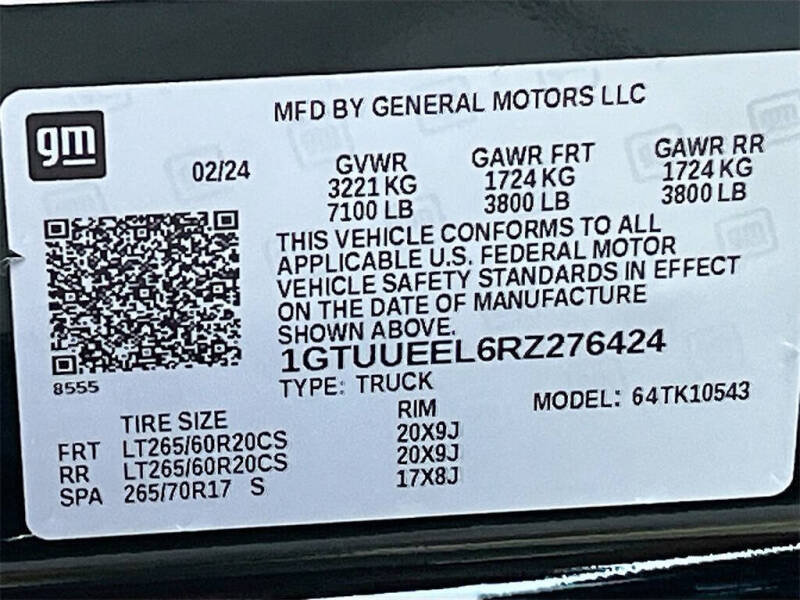 MFD BY GENERAL MOTORS LLC
gm
02/24
GVWR GAWR FRT GAWR RR
3221 KG 1724 KG 1724 KG
7100 LB 3800 LB 3800 LB
THIS VEHICLE CONFORMS TO ALL
APPLICABLE U.S. FEDERAL MOTOR
VEHICLE SAFETY STANDARDS IN EFFECT
ON THE DATE OF MANUFACTURE
SHOWN ABOVE.
1GTUUEEL6RZ276424
8555
TYPE: TRUCK MODEL: 64TK10543
TIRE SIZE RIM
FRT LT265/60R20CS 20X9J
RR LT265/60R20CS 20X9J
SPA 265/70R17 S 17X8J